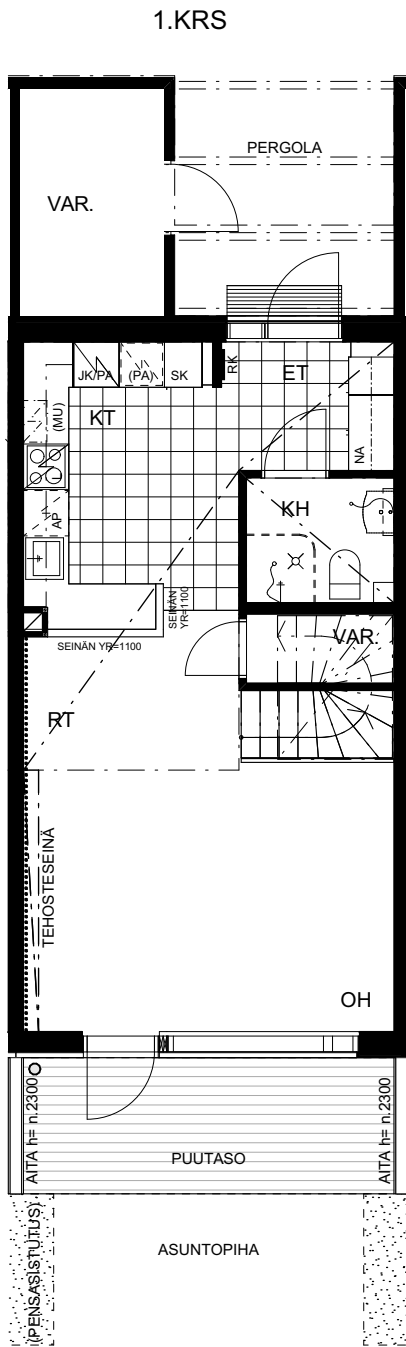 1.KRS
PERGOLA
VAR.
JK/PA
(PA)
SK
RK
ET
KT
(MU)
NA
KH
AP
SEINÄN
YR=1100
SEINÄN YR=1100
VAR.
RT
TEHOSTESEINÄ
OH
AITA h= n.2300
AITA h= n.2300
PUUTASO
(PENSASISTUTUS)
ASUNTOPIHA